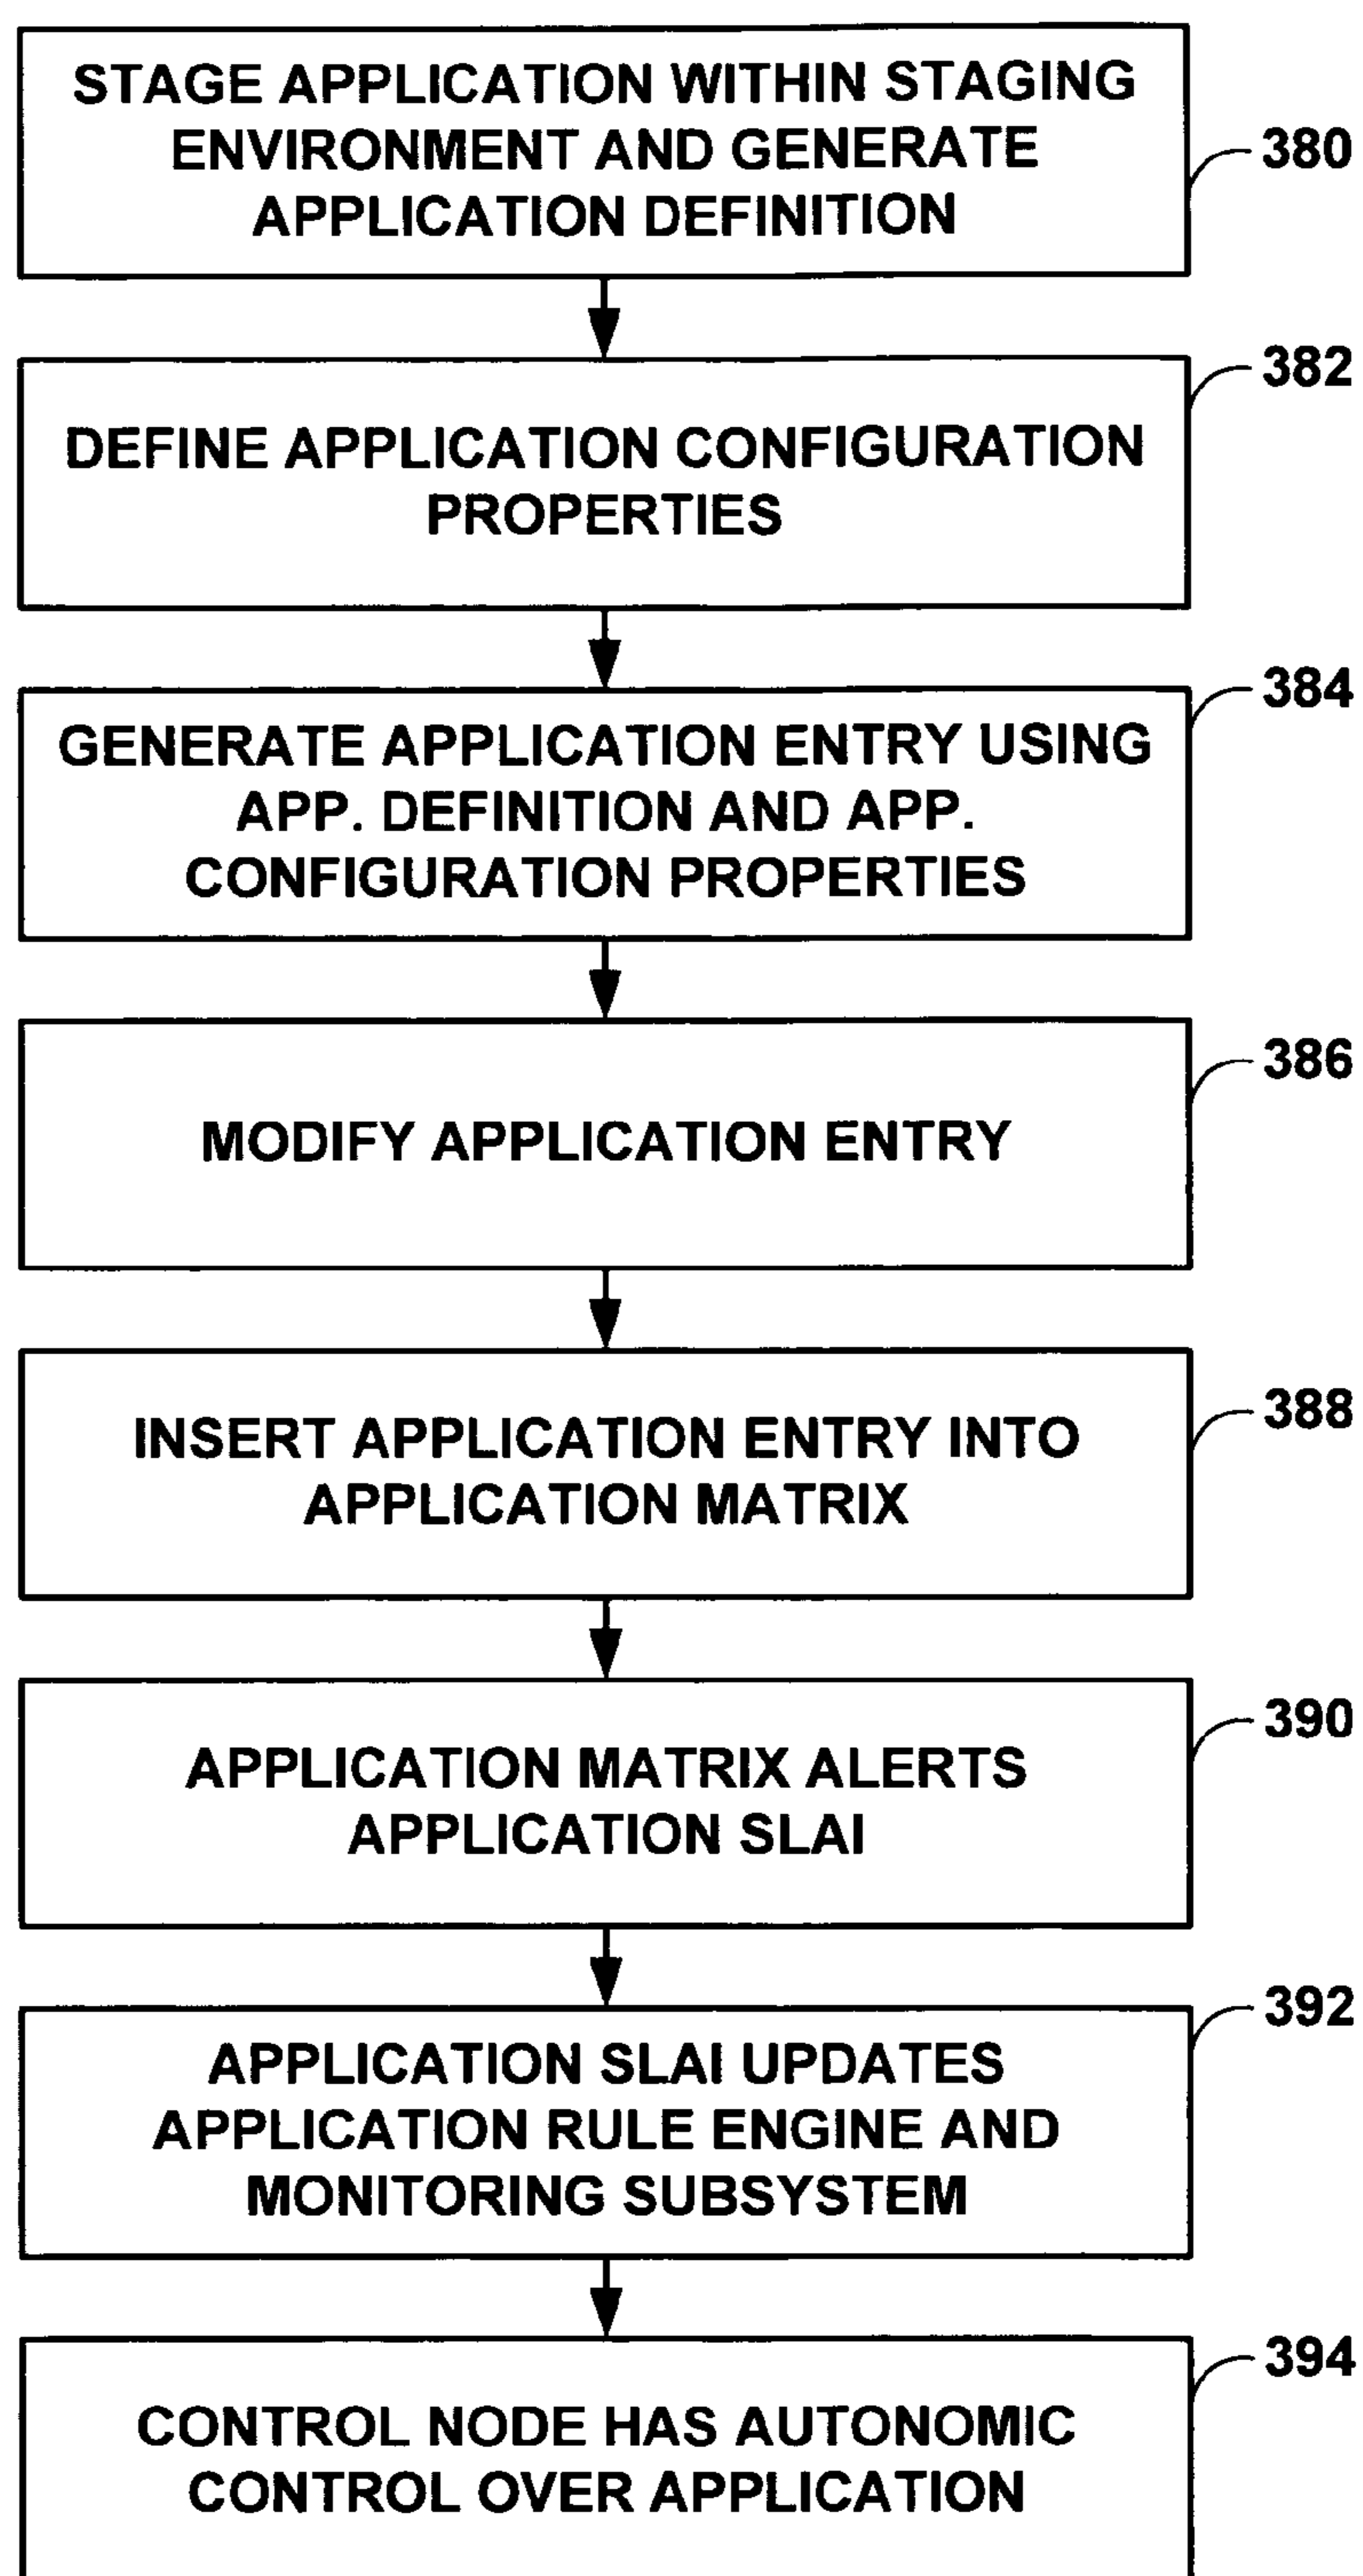 STAGE APPLICATION WITHIN STAGING
ENVIRONMENT AND GENERATE
APPLICATION DEFINITION
380
DEFINE APPLICATION CONFIGURATION
PROPERTIES
382
GENERATE APPLICATION ENTRY USING
APP. DEFINITION AND APP.
CONFIGURATION PROPERTIES
384
MODIFY APPLICATION ENTRY
386
INSERT APPLICATION ENTRY INTO
APPLICATION MATRIX
388
APPLICATION MATRIX ALERTS
APPLICATION SLAI
390
APPLICATION SLAI UPDATES
APPLICATION RULE ENGINE AND
MONITORING SUBSYSTEM
392
CONTROL NODE HAS AUTONOMIC
CONTROL OVER APPLICATION
394